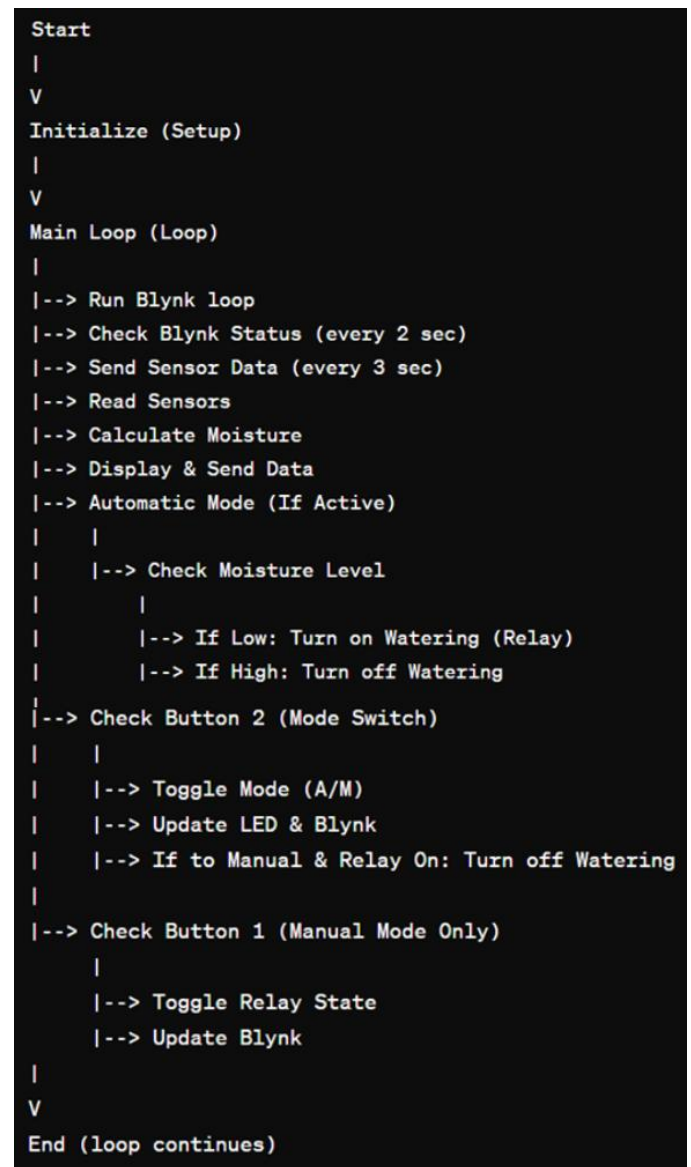 Start
|
V
Initialize (Setup)
|
V
Main Loop (Loop)
|
|--> Run Blynk loop
|--> Check Blynk Status (every 2 sec)
|--> Send Sensor Data (every 3 sec)
|--> Read Sensors
|--> Calculate Moisture
|--> Display & Send Data
|--> Automatic Mode (If Active)
|    |
|    |--> Check Moisture Level
|        |
|        |--> If Low: Turn on Watering (Relay)
|        |--> If High: Turn off Watering
|
|--> Check Button 2 (Mode Switch)
|    |
|    |--> Toggle Mode (A/M)
|    |--> Update LED & Blynk
|    |--> If to Manual & Relay On: Turn off Watering
|
|--> Check Button 1 (Manual Mode Only)
     |
     |--> Toggle Relay State
     |--> Update Blynk
|
V
End (loop continues)